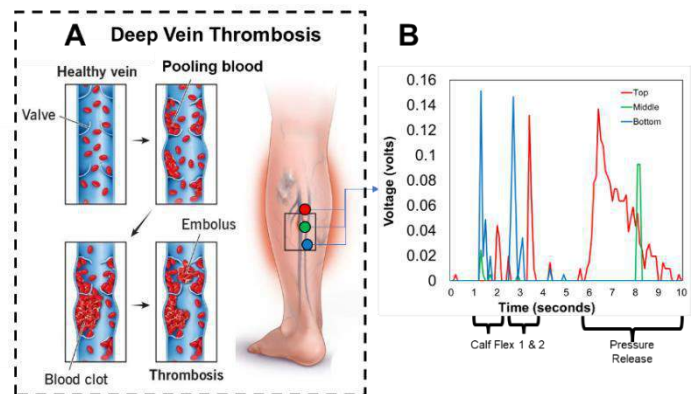 A
Deep Vein Thrombosis
Healthy vein
Pooling blood
Valve
Embolus
Blood clot
Thrombosis
B
Voltage (volts)
0.16
0.14
0.12
0.1
0.08
0.06
0.04
0.02
0
Top
Middle
Bottom
0 1 2 3 4 5 6 7 8 9 10
Time (seconds)
Calf Flex 1 & 2
Pressure
Release